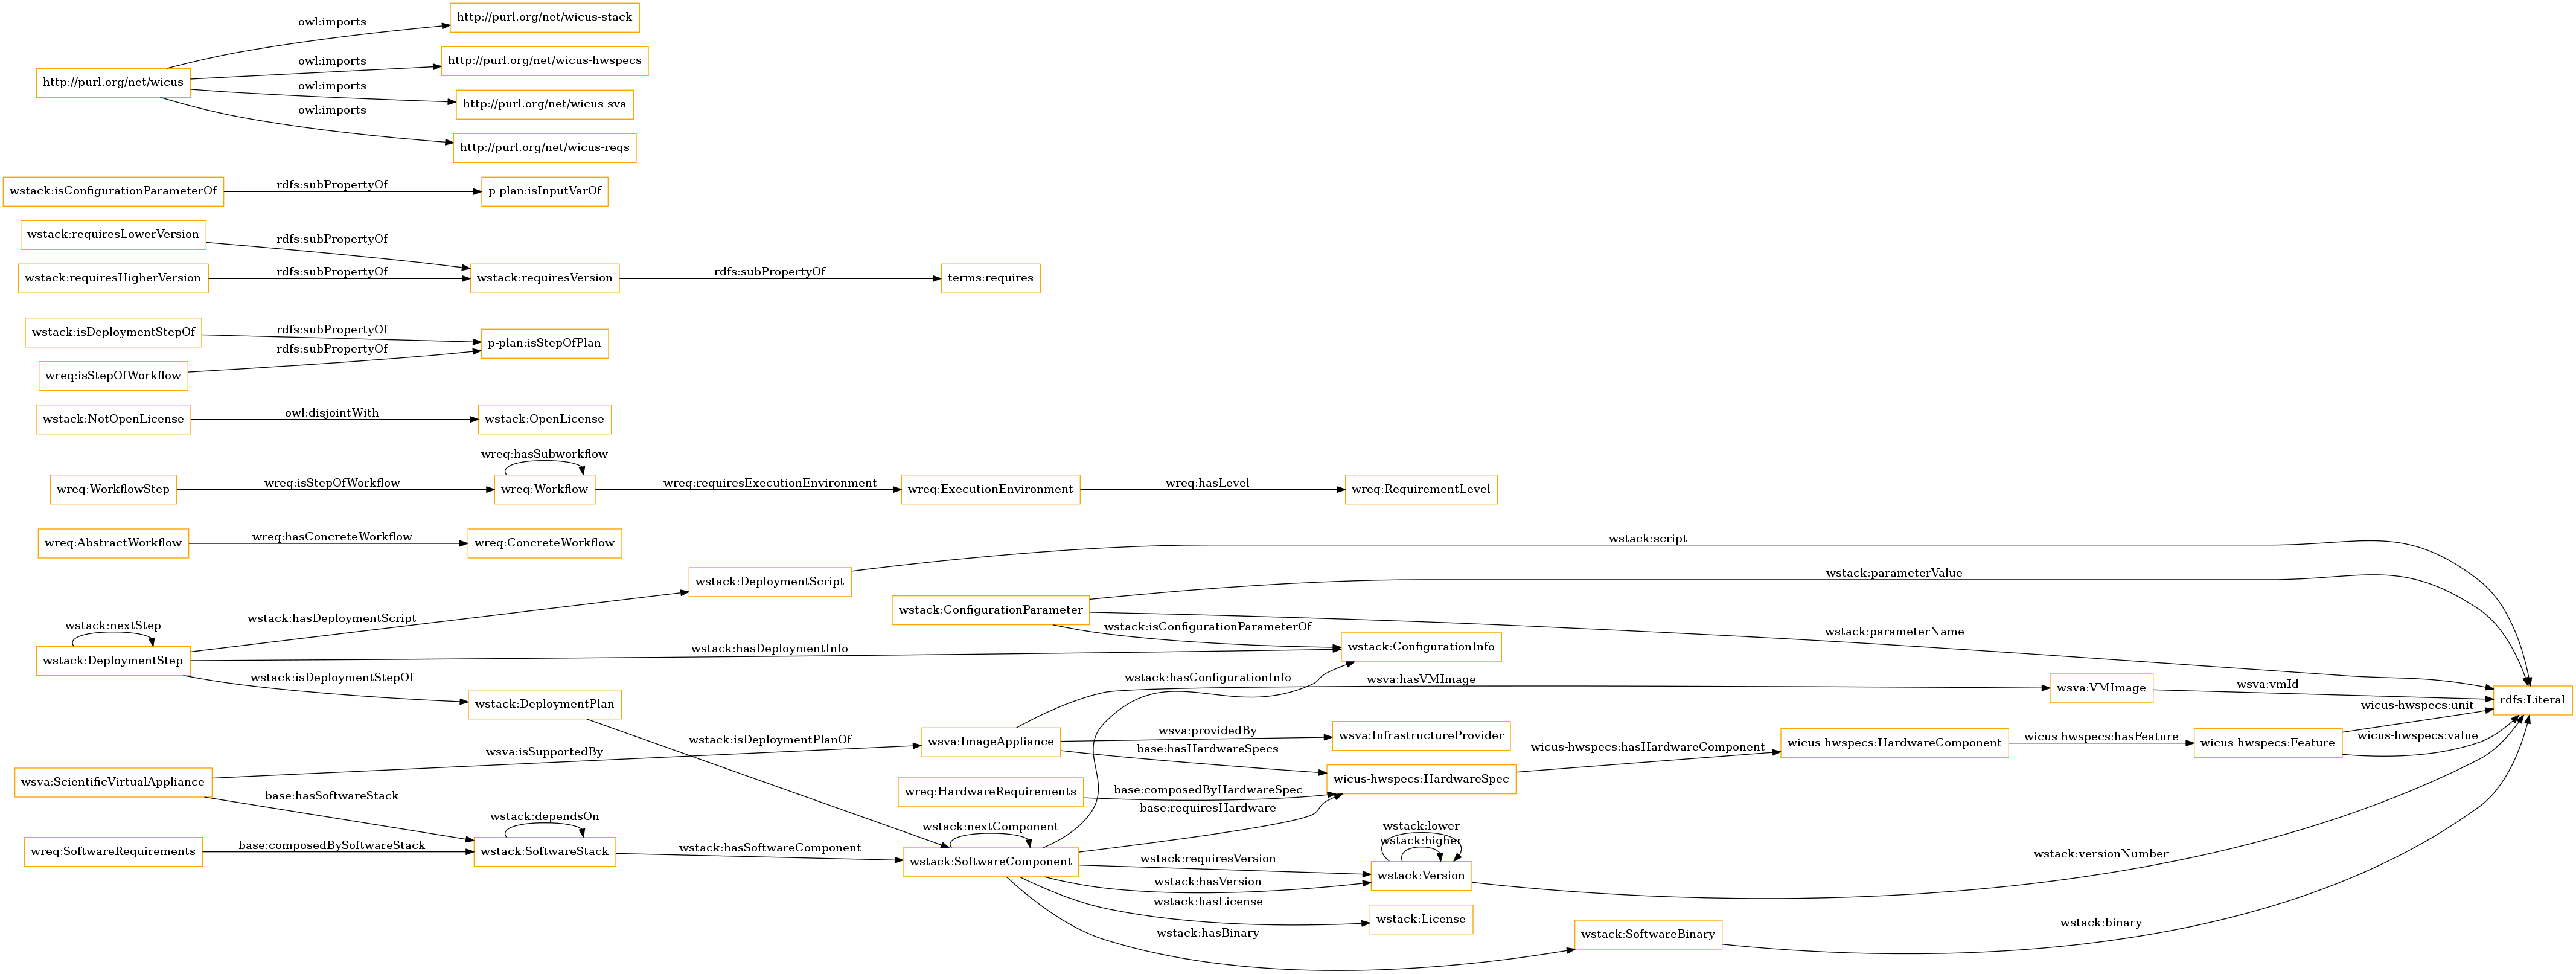 owl:imports
http://purl.org/net/wicus-stack
owl:imports
http://purl.org/net/wicus-hwspecs
http://purl.org/net/wicus
owl:imports
http://purl.org/net/wicus-sva
owl:imports
http://purl.org/net/wicus-reqs
wstack:isConfigurationParameterOf
rdfs:subPropertyOf
p-plan:isInputVarOf
wstack:requiresLowerVersion
rdfs:subPropertyOf
wstack:requiresHigherVersion
rdfs:subPropertyOf
wstack:requiresVersion
rdfs:subPropertyOf
terms:requires
wstack:isDeploymentStepOf
rdfs:subPropertyOf
p-plan:isStepOfPlan
rdfs:subPropertyOf
wreq:isStepOfWorkflow
wstack:NotOpenLicense
owl:disjointWith
wstack:OpenLicense
wreq:hasSubworkflow
wreq:WorkflowStep
wreq:isStepOfWorkflow
wreq:Workflow
wreq:requiresExecutionEnvironment
wreq:ExecutionEnvironment
wreq:hasLevel
wreq:RequirementLevel
wreq:AbstractWorkflow
wreq:hasConcreteWorkflow
wreq:ConcreteWorkflow
wstack:script
wstack:DeploymentScript
wstack:parameterValue
wstack:ConfigurationParameter
wstack:hasDeploymentScript
wstack:nextStep
wstack:isConfigurationParameterOf
wstack:parameterName
wstack:DeploymentStep
wstack:hasDeploymentInfo
wstack:ConfigurationInfo
wstack:isDeploymentStepOf
wstack:hasConfigurationInfo
wsva:hasVMImage
wsva:VMImage
wsva:vmId
rdfs:Literal
wstack:DeploymentPlan
wicus-hwspecs:unit
wstack:isDeploymentPlanOf
wsva:ImageAppliance
wsva:providedBy
wsva:InfrastructureProvider
wicus-hwspecs:value
wsva:isSupportedBy
base:hasHardwareSpecs
wicus-hwspecs:hasHardwareComponent
wicus-hwspecs:HardwareComponent
wicus-hwspecs:hasFeature
wicus-hwspecs:Feature
wsva:ScientificVirtualAppliance
wicus-hwspecs:HardwareSpec
wreq:HardwareRequirements
base:composedByHardwareSpec
base:hasSoftwareStack
base:requiresHardware
wstack:dependsOn
wstack:nextComponent
wstack:lower
wstack:higher
wreq:SoftwareRequirements
base:composedBySoftwareStack
wstack:SoftwareStack
wstack:hasSoftwareComponent
wstack:SoftwareComponent
wstack:requiresVersion
wstack:versionNumber
wstack:hasVersion
wstack:Version
wstack:hasLicense
wstack:License
wstack:hasBinary
wstack:SoftwareBinary
wstack:binary